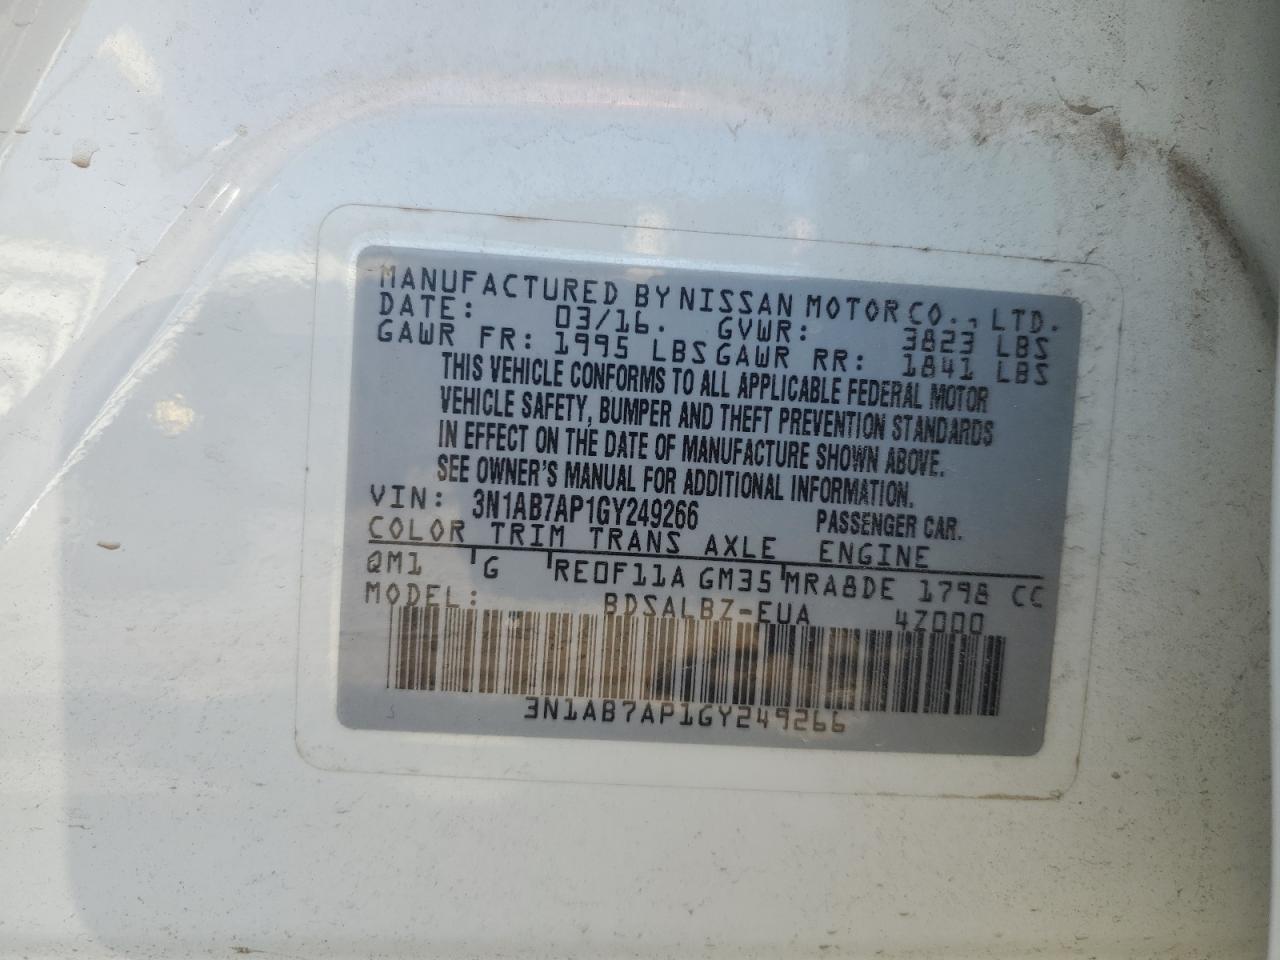 MANUFACTURED BY NISSAN MOTOR CO., LTD.
DATE: 03/16. GVWR: 3823 LBS
GAWR FR: 1995 LBS GAWR RR: 1841 LBS
THIS VEHICLE CONFORMS TO ALL APPLICABLE FEDERAL MOTOR
VEHICLE SAFETY, BUMPER AND THEFT PREVENTION STANDARDS
IN EFFECT ON THE DATE OF MANUFACTURE SHOWN ABOVE.
SEE OWNER'S MANUAL FOR ADDITIONAL INFORMATION.
VIN: 3N1AB7AP1GY249266 PASSENGER CAR.
COLOR TRIM TRANS AXLE ENGINE
QM1 G RE0F11A GM35 MRA8DE 1798 CC
MODEL: BDSALBZ-EUA 4Z000
3N1AB7AP1GY249266